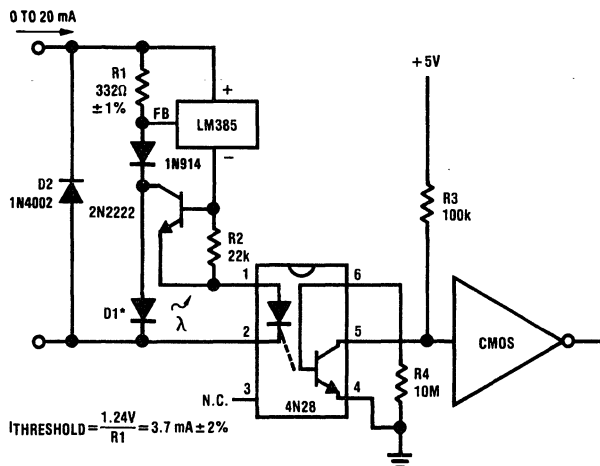 0 TO 20 mA
+5V
R1
332Ω
±1%
FB
+
LM385
−
1N914
D2
1N4002
2N2222
R3
100k
R2
22k
D1*
λ
1
6
2
5
CMOS
3
N.C.
4
4N28
R4
10M
ITHRESHOLD = 1.24V / R1 = 3.7 mA ± 2%